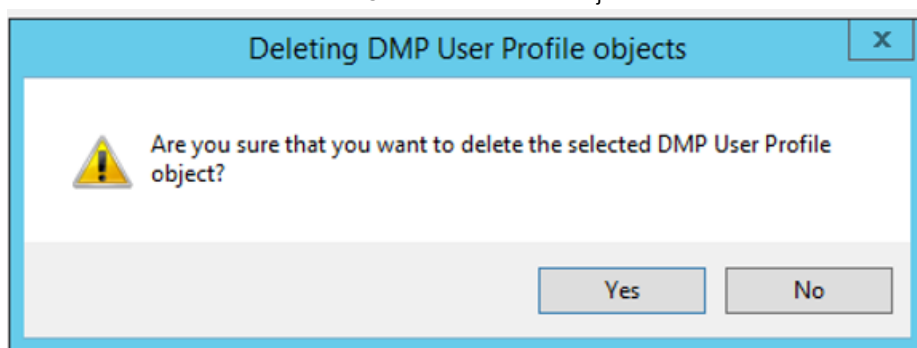 Deleting DMP User Profile objects
x
Are you sure that you want to delete the selected DMP User Profile
object?
Yes
No